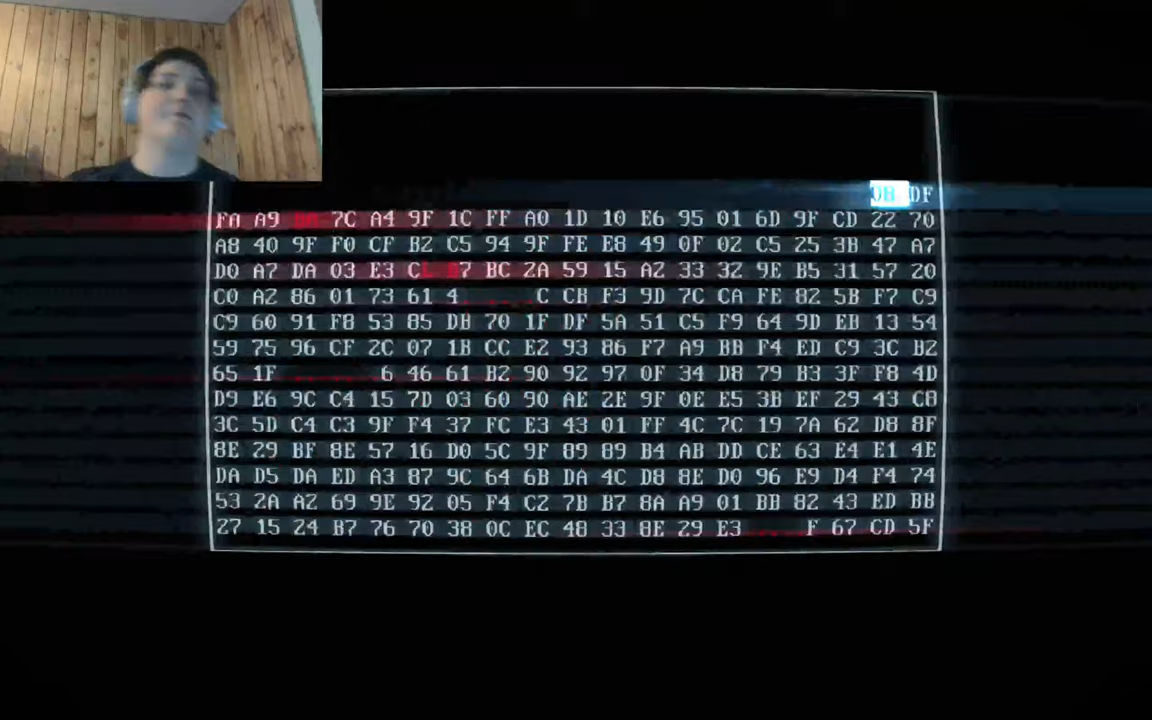 DB DF
FA A9 7C A4 9F 1C FF A0 1D 10 E6 95 01 6D 9F CD 22 70
A8 40 9F F0 CF B2 C5 94 9F FE E8 49 0F 02 C5 25 3B 47 A7
D0 A7 DA 03 E3 C 7 BC 2A 59 15 A2 33 32 9E B5 31 57 20
C0 A2 86 01 73 61 4 C CB F3 9D 7C CA FE 82 5B F7 C9
C9 60 91 F8 53 85 DB 70 1F DF 5A 51 C5 F9 64 9D EB 13 54
59 75 96 CF 2C 07 1B CC E2 93 86 F7 A9 BB F4 ED C9 3C B2
65 1F 6 46 61 B2 90 92 97 0F 34 D8 79 B3 3F F8 4D
D9 E6 9C C4 15 7D 03 60 90 AE 2E 9F 0E E5 3B EF 29 43 C8
3C 5D C4 C3 9F F4 37 FC E3 43 01 FF 4C 7C 19 7A 62 D8 8F
8E 29 BF 8E 57 16 D0 5C 9F 89 89 B4 AB DD CE 63 E4 E1 4E
DA D5 DA ED A3 87 9C 64 6B DA 4C D8 8E D0 96 E9 D4 F4 74
53 2A A2 69 9E 92 05 F4 C2 7B B7 8A A9 01 BB 82 43 ED BB
27 15 24 B7 76 70 38 0C EC 48 33 8E 29 E3 F 67 CD 5F